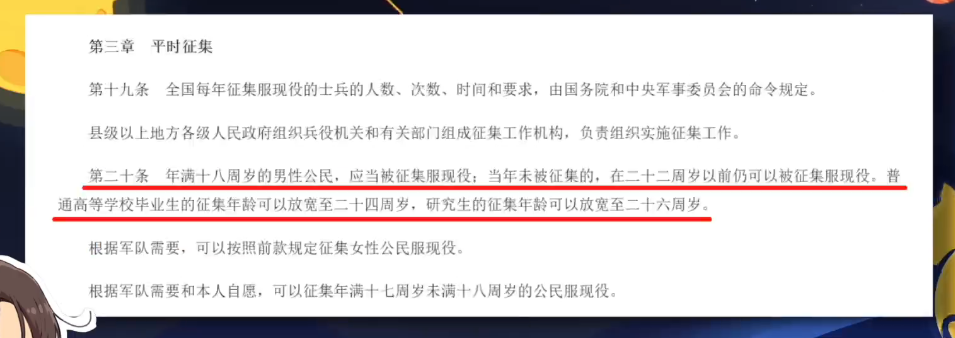 第三章 平时征集
第十九条 全国每年征集服现役的士兵的人数、次数、时间和要求，由国务院和中央军事委员会的命令规定。
县级以上地方各级人民政府组织兵役机关和有关部门组成征集工作机构，负责组织实施征集工作。
第二十条 年满十八周岁的男性公民，应当被征集服现役；当年未被征集的，在二十二周岁以前仍可以被征集服现役。普
通高等学校毕业生的征集年龄可以放宽至二十四周岁，研究生的征集年龄可以放宽至二十六周岁。
根据军队需要，可以按照前款规定征集女性公民服现役。
根据军队需要和本人自愿，可以征集年满十七周岁未满十八周岁的公民服现役。